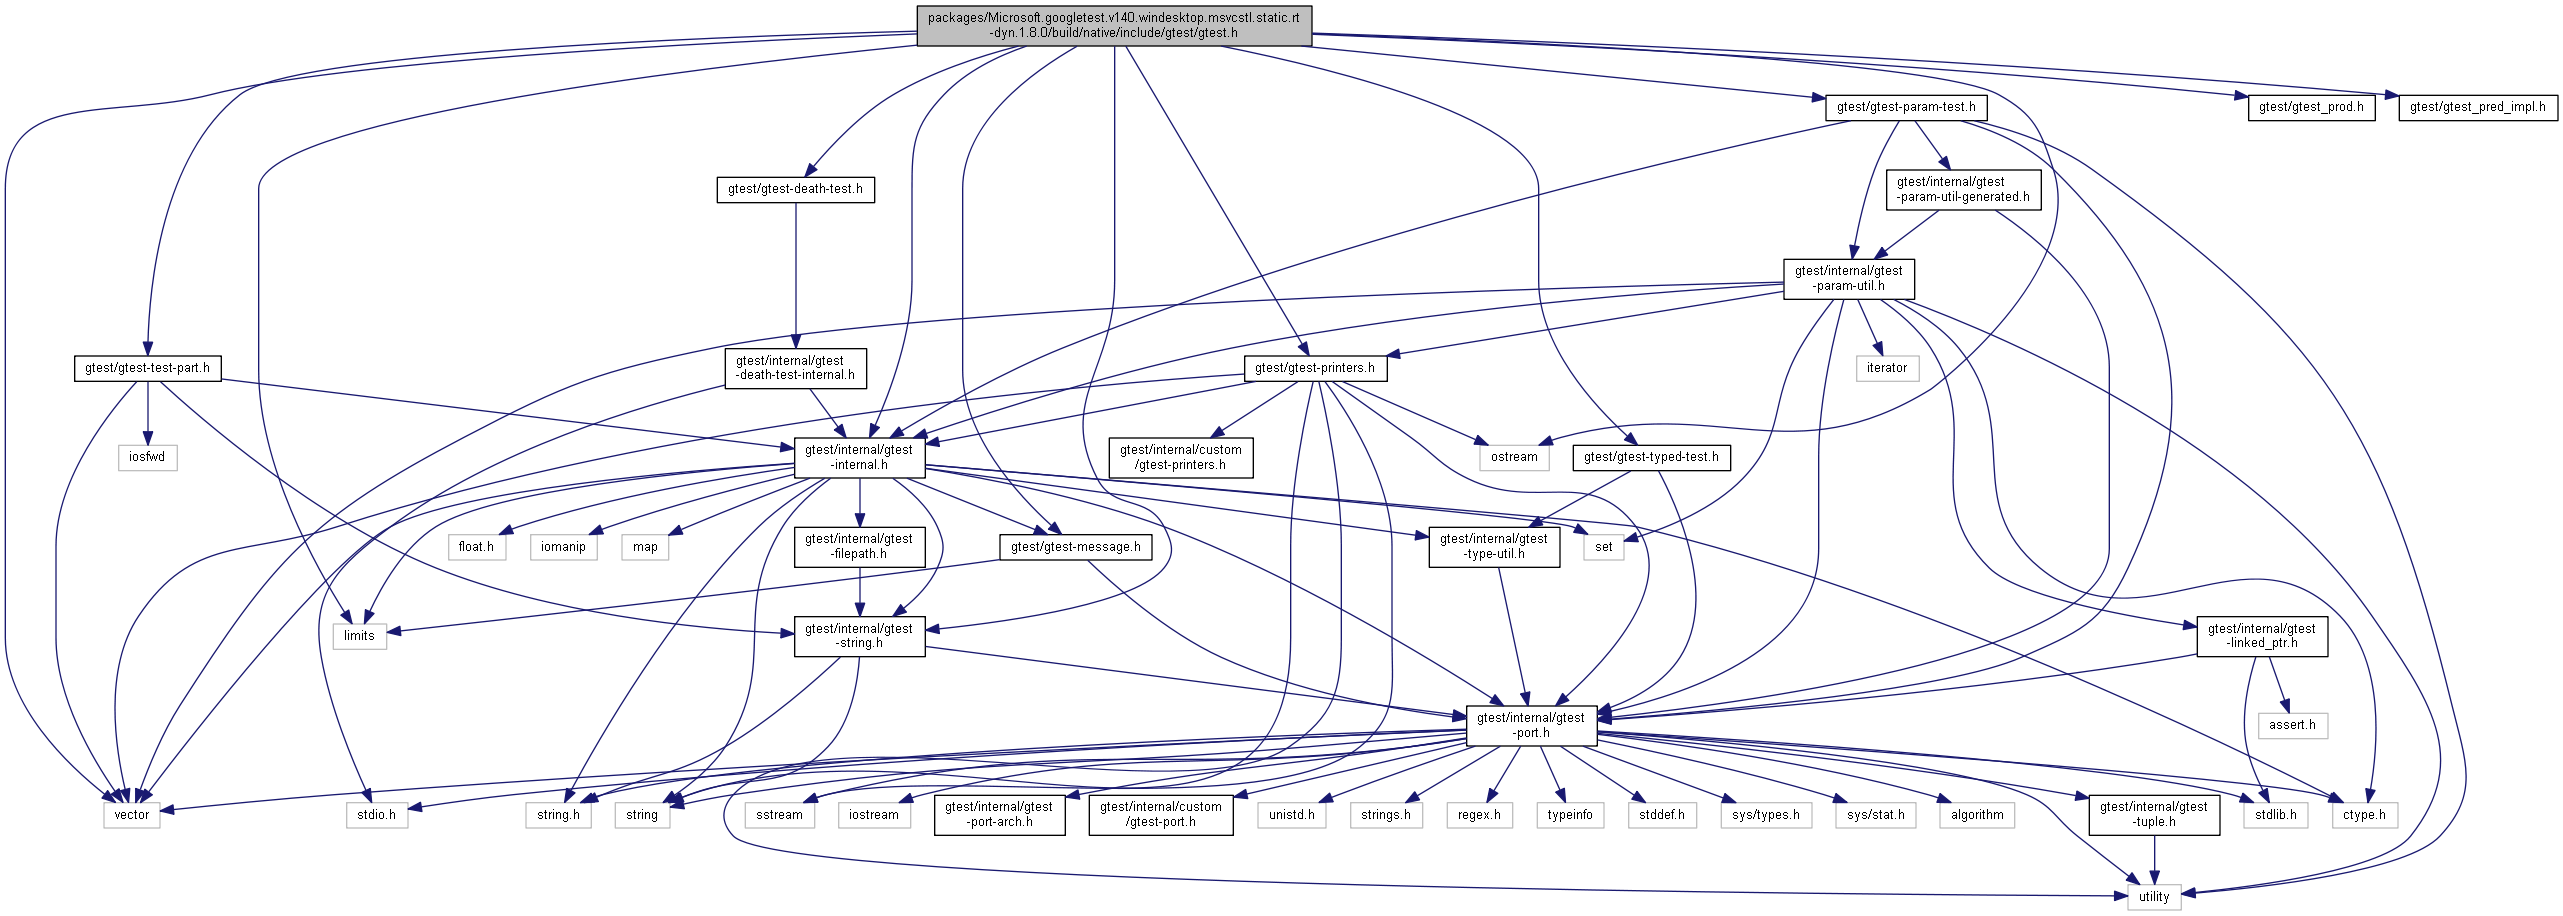 packages/Microsoft.googletest.v140.windesktop.msvcstl.static.rt
-dyn.1.8.0/build/native/include/gtest/gtest.h
gtest/gtest-param-test.h
gtest/gtest_prod.h
gtest/gtest_pred_impl.h
gtest/gtest-death-test.h
gtest/internal/gtest
-param-util-generated.h
gtest/internal/gtest
-param-util.h
gtest/gtest-test-part.h
gtest/internal/gtest
-death-test-internal.h
gtest/gtest-printers.h
iterator
iosfwd
gtest/internal/gtest
-internal.h
gtest/internal/custom
/gtest-printers.h
ostream
gtest/gtest-typed-test.h
float.h
iomanip
map
gtest/internal/gtest
-filepath.h
gtest/gtest-message.h
gtest/internal/gtest
-type-util.h
set
limits
gtest/internal/gtest
-string.h
gtest/internal/gtest
-linked_ptr.h
gtest/internal/gtest
-port.h
assert.h
vector
stdio.h
string.h
string
sstream
iostream
gtest/internal/gtest
-port-arch.h
gtest/internal/custom
/gtest-port.h
unistd.h
strings.h
regex.h
typeinfo
stddef.h
sys/types.h
sys/stat.h
algorithm
gtest/internal/gtest
-tuple.h
stdlib.h
ctype.h
utility